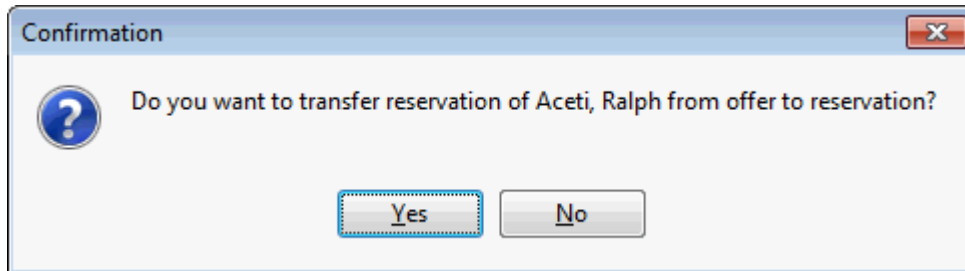 Confirmation
Do you want to transfer reservation of Aceti, Ralph from offer to reservation?
Yes
No